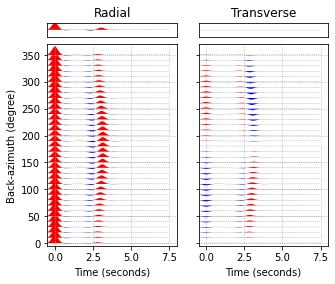 Radial Transverse
Back-azimuth (degree)
350
300
250
200
150
100
50
0
0.0 2.5 5.0 7.5 0.0 2.5 5.0 7.5
Time (seconds) Time (seconds)